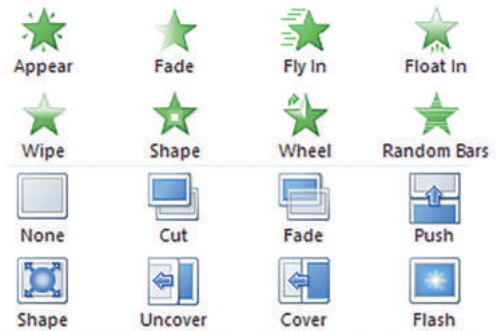 Appear Fade Fly In Float In
Wipe Shape Wheel Random Bars
None Cut Fade Push
Shape Uncover Cover Flash